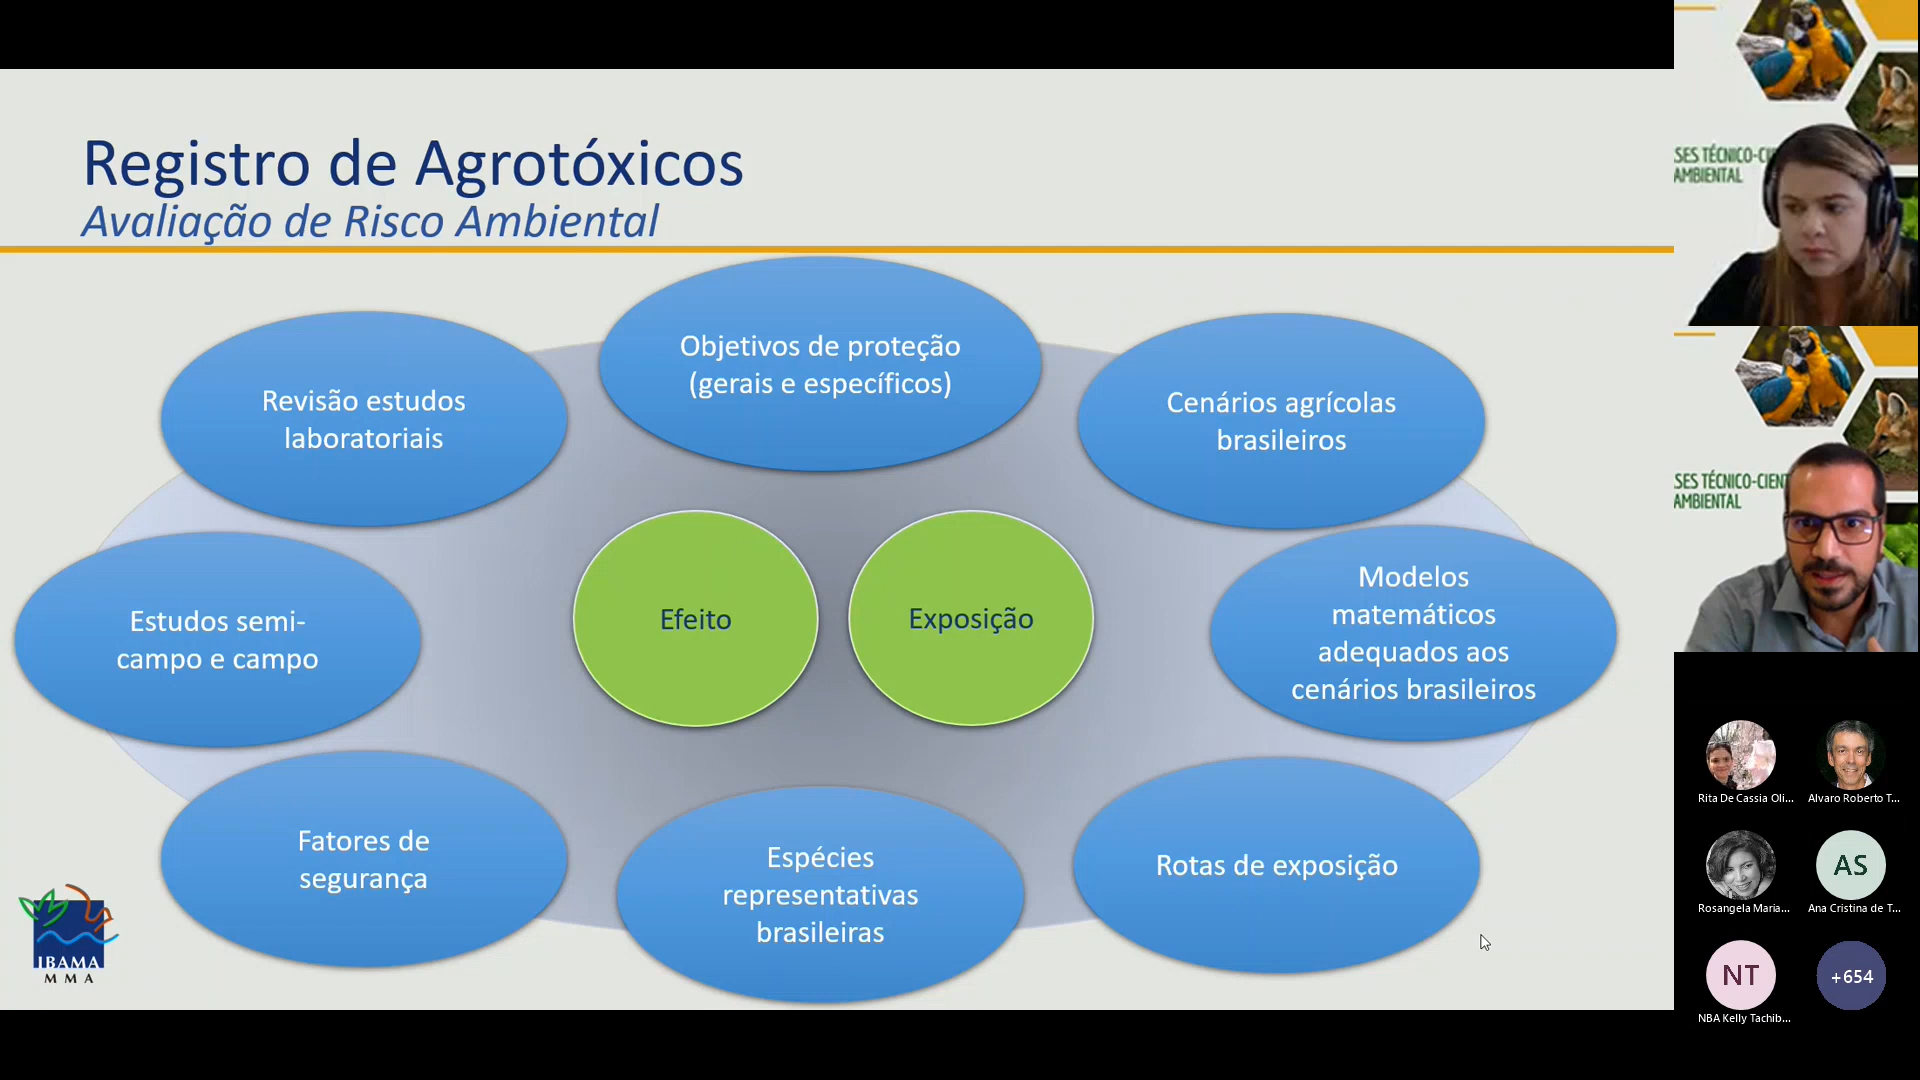 Registro de Agrotóxicos
Avaliação de Risco Ambiental
Objetivos de proteção
(gerais e específicos)
Revisão estudos
laboratoriais
Cenários agrícolas
brasileiros
Estudos semi-
campo e campo
Efeito
Exposição
Modelos
matemáticos
adequados aos
cenários brasileiros
Fatores de
segurança
Espécies
representativas
brasileiras
Rotas de exposição
IBAMA
M M A
SES TÉCNICO-CI
AMBIENTAL
SES TÉCNICO-CIEN
AMBIENTAL
Rita De Cassia Oli...
Alvaro Roberto T...
AS
Rosangela Maria...
Ana Cristina de T...
NT
+654
NBA Kelly Tachib...